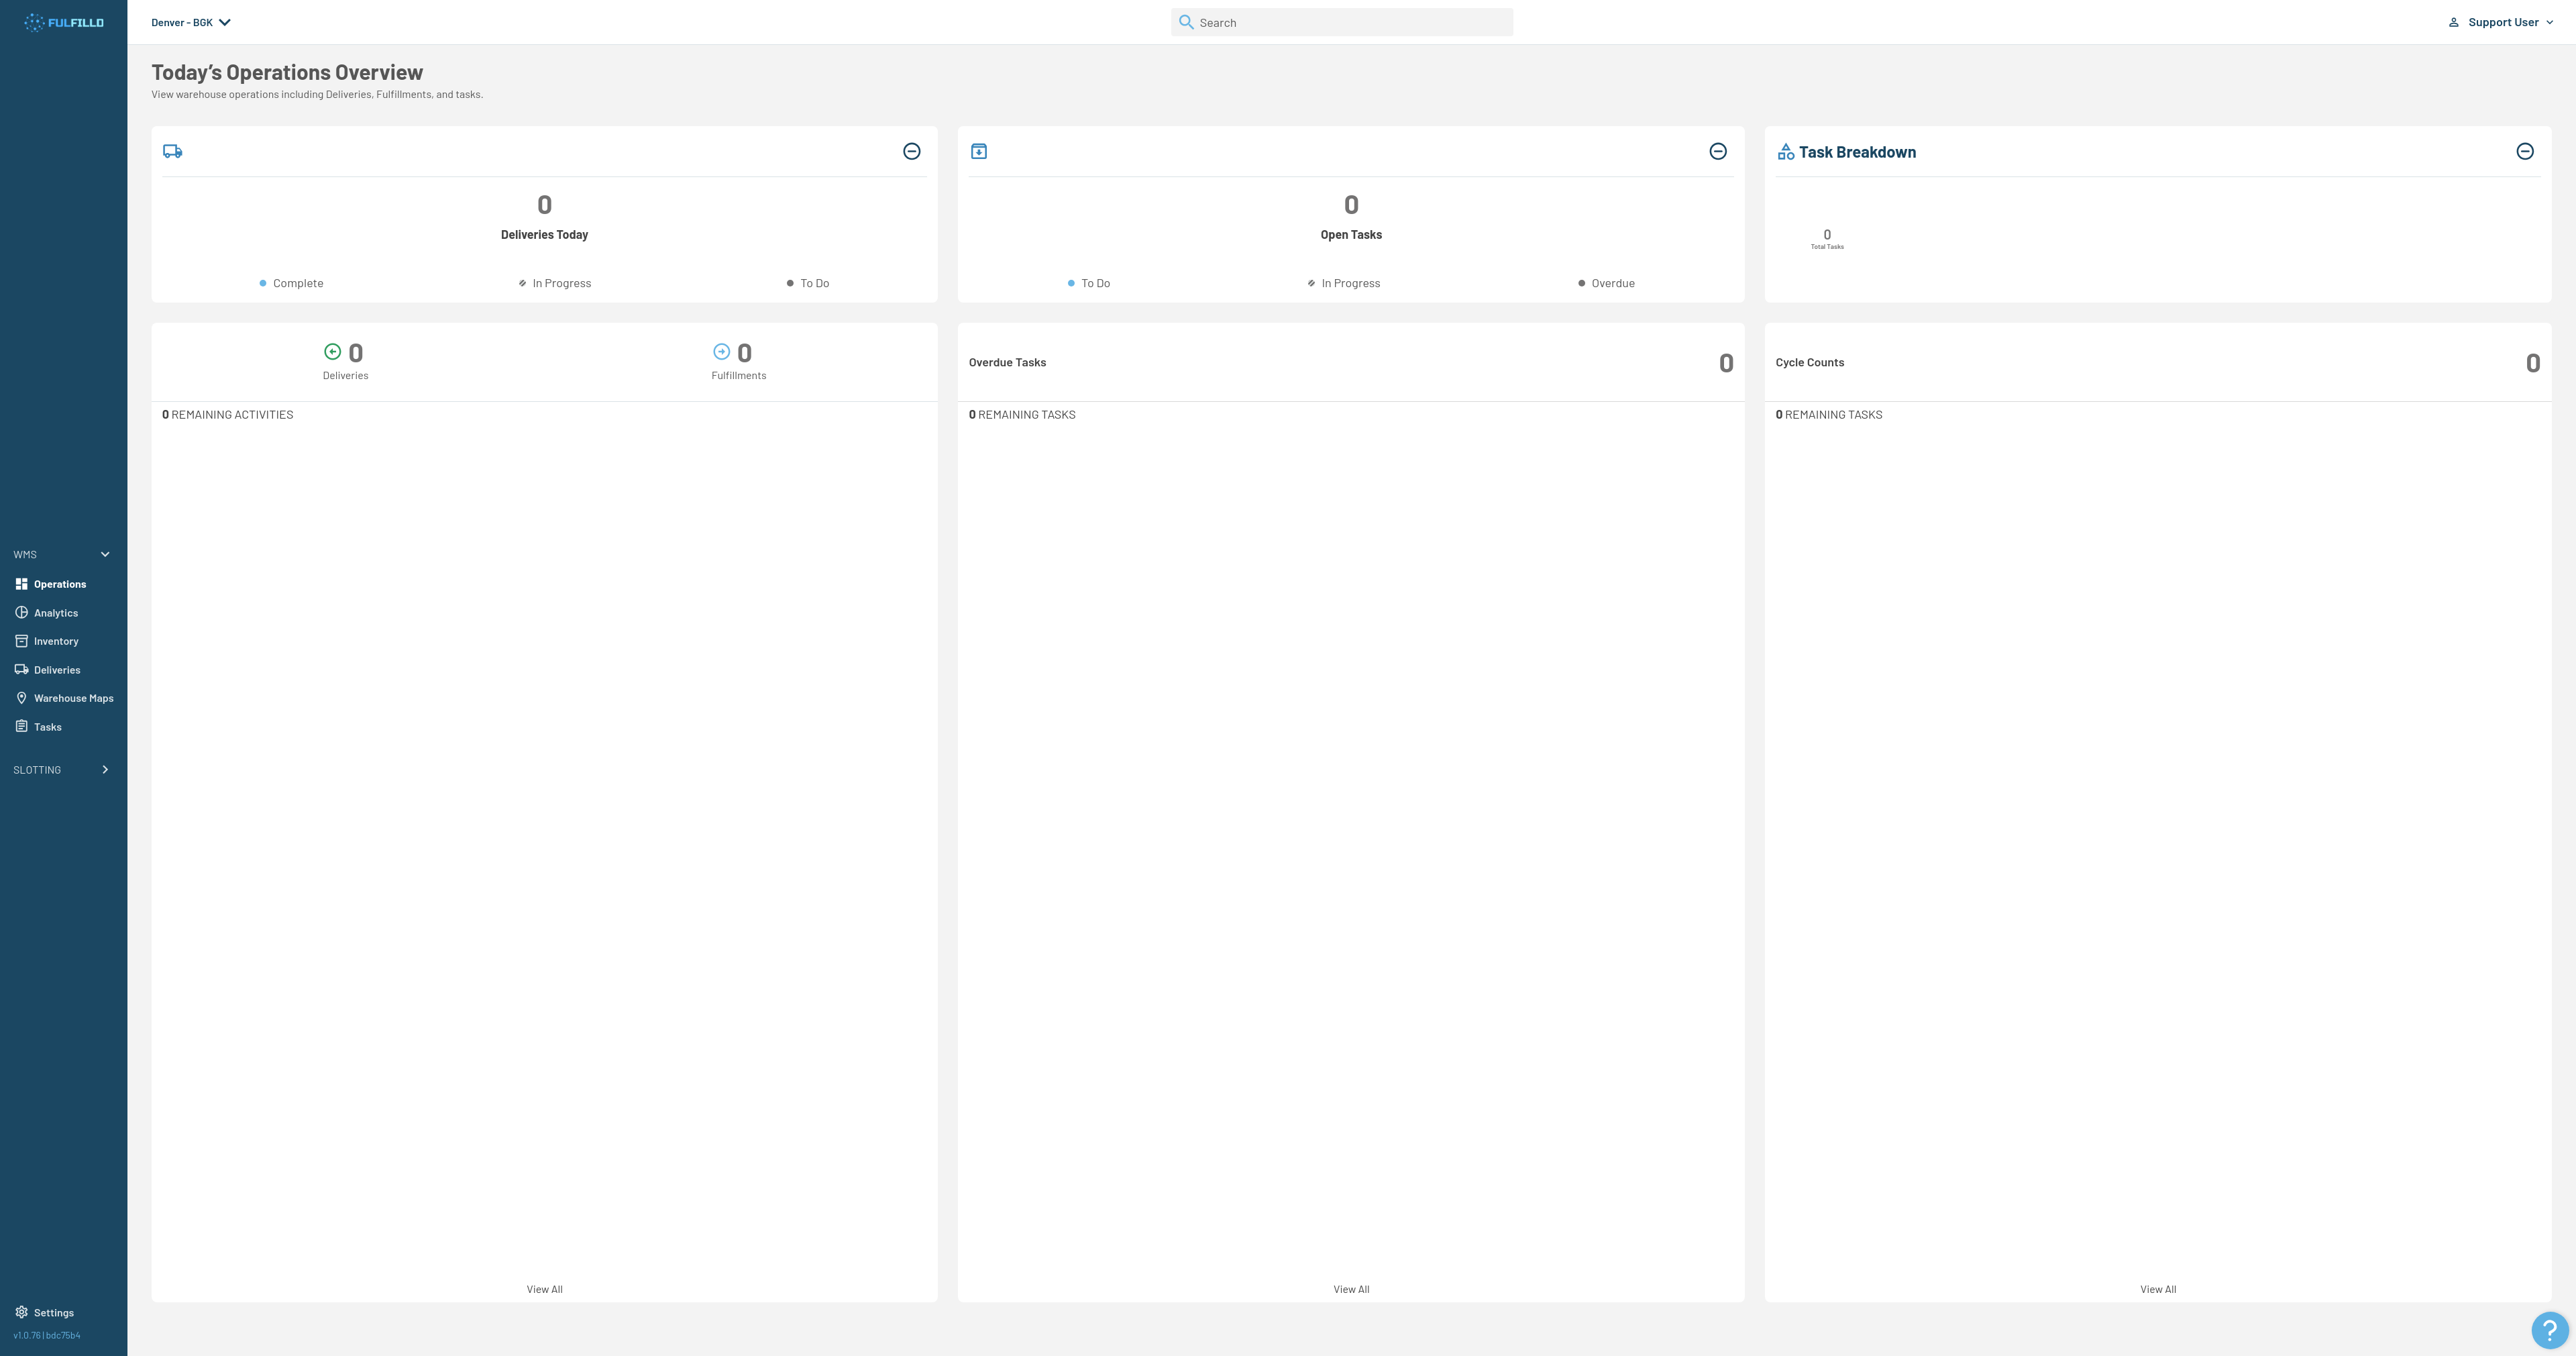 FULFILLD
Denver - BGK
Search
Support User
Today's Operations Overview
View warehouse operations including Deliveries, Fulfillments, and tasks.
0
Deliveries Today
Complete
In Progress
To Do
0
Open Tasks
To Do
In Progress
Overdue
Task Breakdown
0
Total Tasks
0
Deliveries
0
Fulfillments
0 REMAINING ACTIVITIES
View All
Overdue Tasks
0
0 REMAINING TASKS
View All
Cycle Counts
0
0 REMAINING TASKS
View All
WMS
Operations
Analytics
Inventory
Deliveries
Warehouse Maps
Tasks
SLOTTING
Settings
v1.0.76 | bdc75b4
?